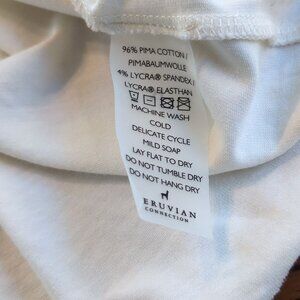 96% PIMA COTTON /
PIMABAUMWOLLE
4% LYCRA® SPANDEX /
LYCRA® ELASTHAN
MACHINE WASH
COLD
DELICATE CYCLE
MILD SOAP
LAY FLAT TO DRY
DO NOT TUMBLE DRY
DO NOT HANG DRY
ERUVIAN
CONNECTION